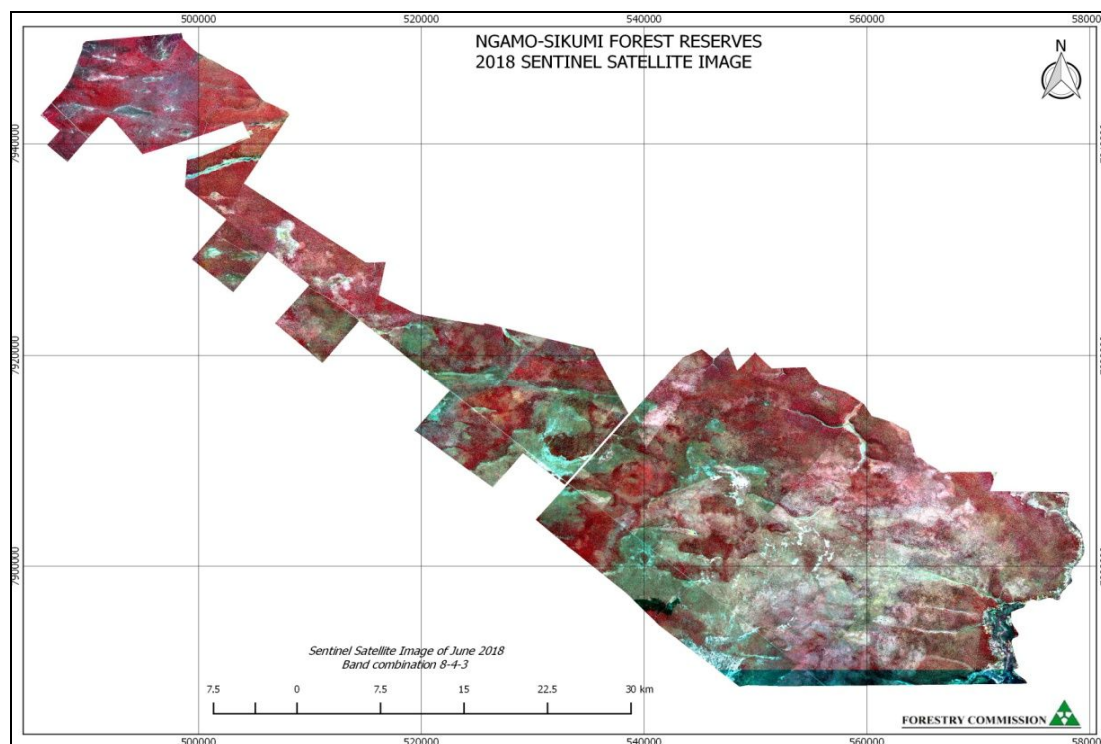 500000 520000 540000 560000 58000
NGAMO-SIKUMI FOREST RESERVES
2018 SENTINEL SATELLITE IMAGE
N
7940000
7920000
7900000
Sentinel Satellite Image of June 2018
Band combination 8-4-3
7.5 0 7.5 15 22.5 30 km
FORESTRY COMMISSION
500000 520000 540000 560000 58000